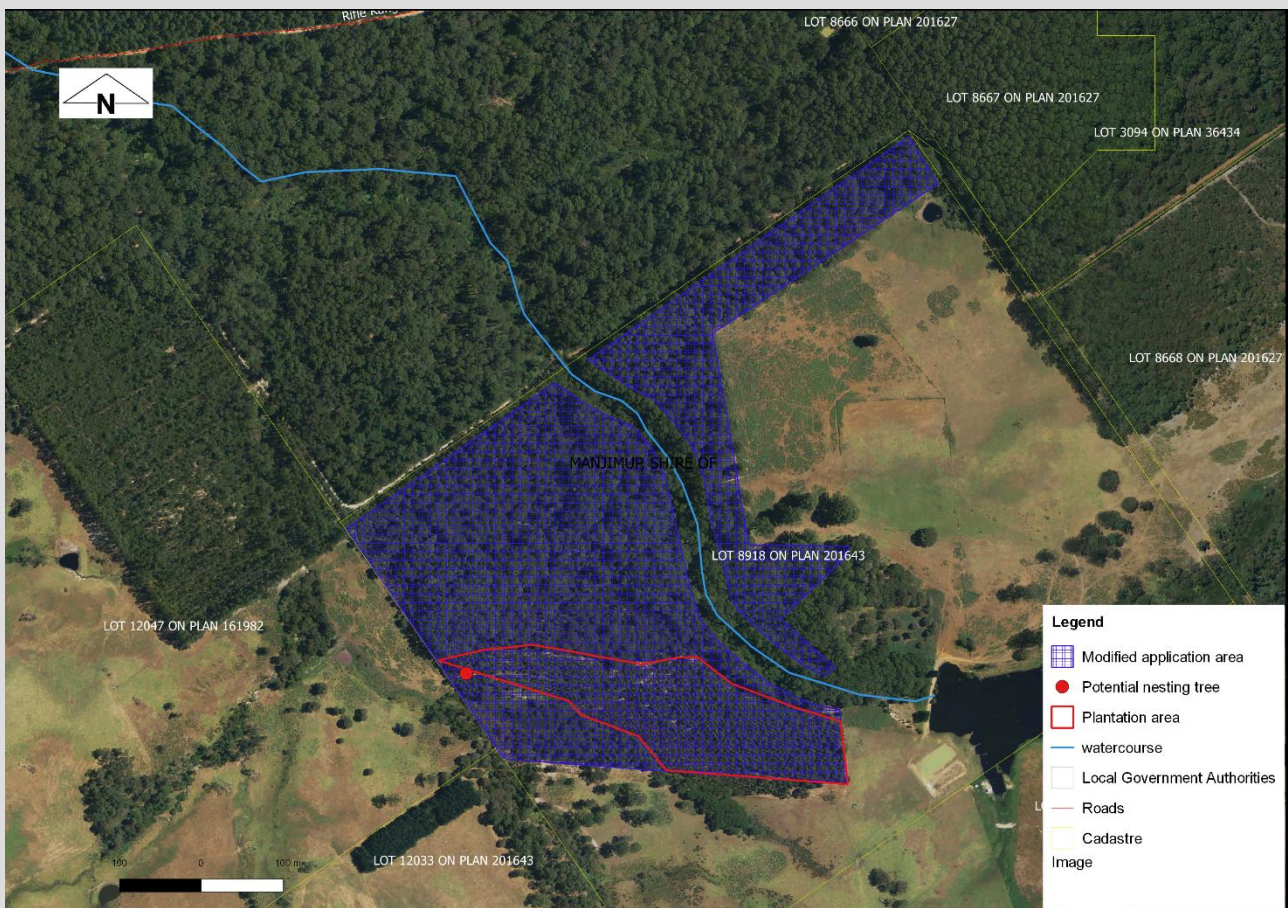 LOT 8666 ON PLAN 201627
N
LOT 8667 ON PLAN 201627
LOT 3094 ON PLAN 36434
LOT 8668 ON PLAN 201627
MANJIMUP, SHIRE OF
LOT 8918 ON PLAN 201643
LOT 12047 ON PLAN 161982
LOT 12033 ON PLAN 201643
100 0 100 m
Legend
Modified application area
Potential nesting tree
Plantation area
watercourse
Local Government Authorities
Roads
Cadastre
Image